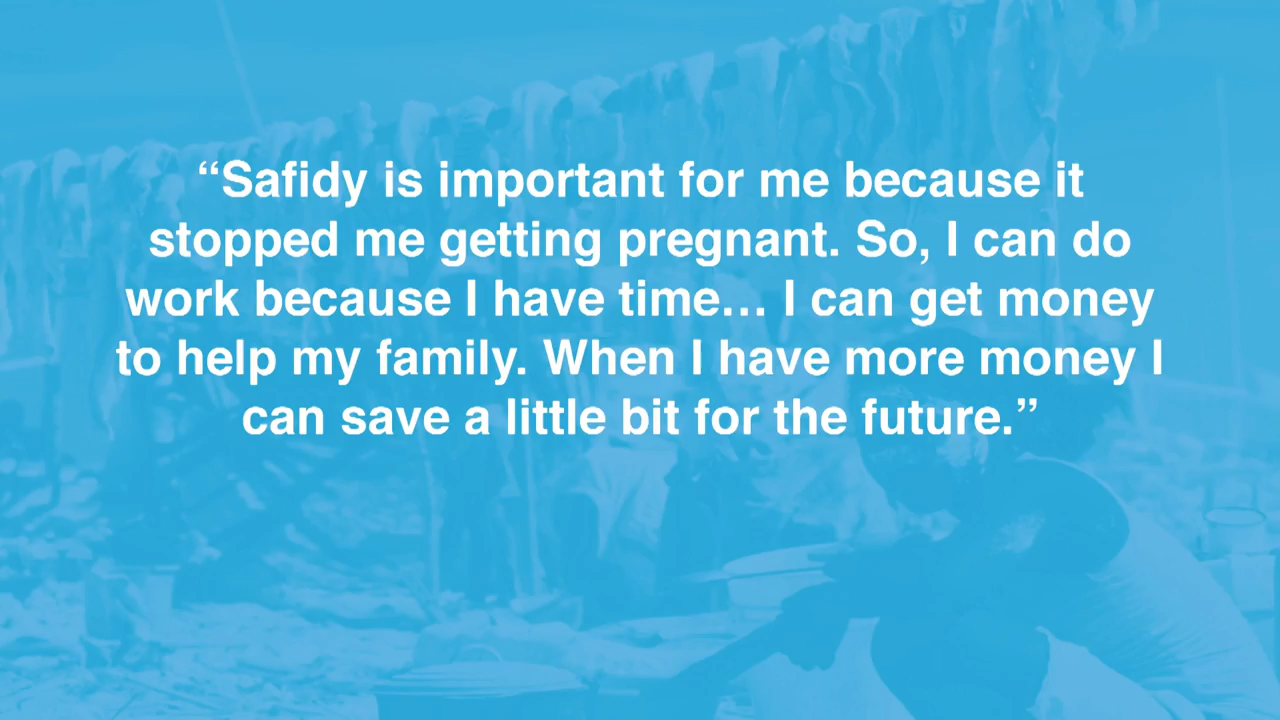 “Safidy is important for me because it
stopped me getting pregnant. So, I can do
work because I have time… I can get money
to help my family. When I have more money I
can save a little bit for the future.”